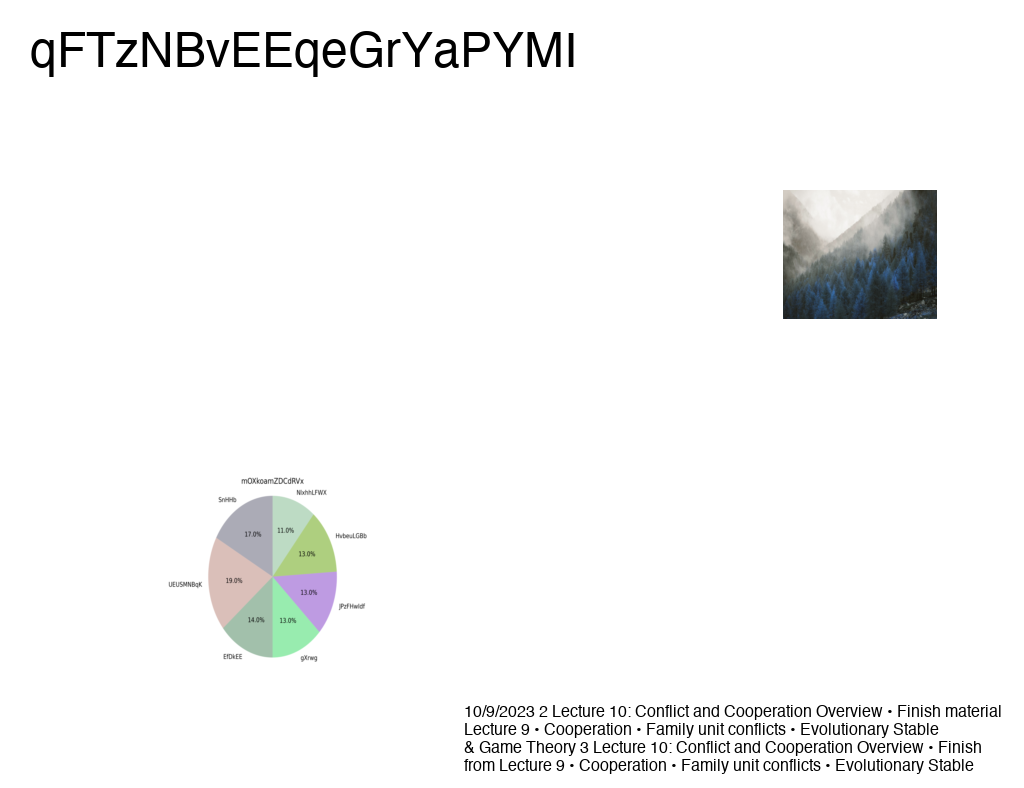 qFTzNBvEEqeGrYaPYMI
mOXkoamZDCdRVx
NlxhhLFWX
SnHHb
17.0%
11.0%
HvbeuLGBb
13.0%
19.0%
UEUSMNBqK
13.0%
JPzFHwldf
14.0%
13.0%
EfDkEE
gXrwg
10/9/2023 2 Lecture 10: Conflict and Cooperation Overview • Finish material
Lecture 9 • Cooperation • Family unit conflicts • Evolutionary Stable
& Game Theory 3 Lecture 10: Conflict and Cooperation Overview • Finish
from Lecture 9 • Cooperation • Family unit conflicts • Evolutionary Stable